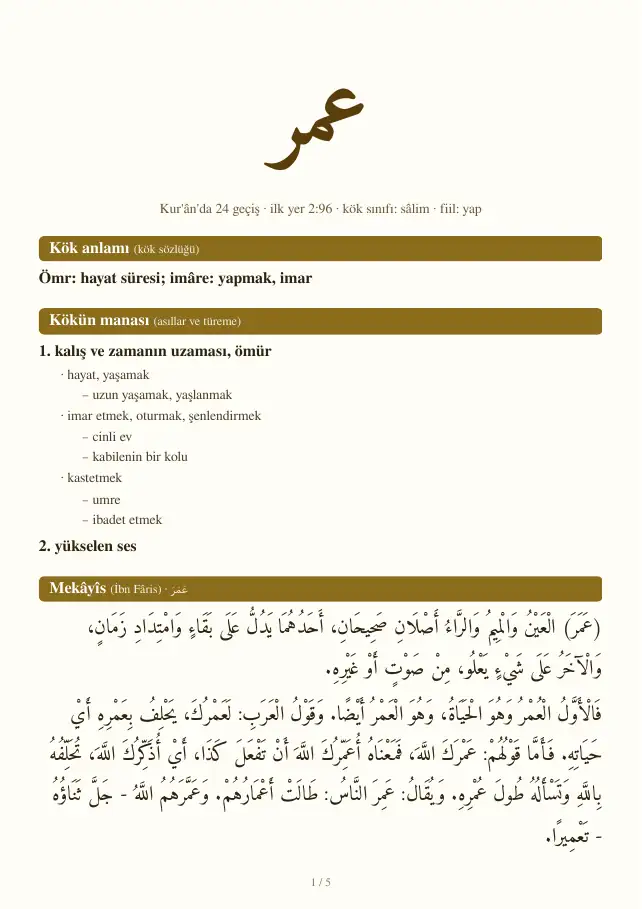 عمر
Kur'ân'da 24 geçiş · ilk yer 2:96 · kök sınıfı: sâlim · fiil: yap
Kök anlamı (kök sözlüğü)
Ömr: hayat süresi; imâre: yapmak, imar
Kökün manası (asıllar ve türeme)
1. kalış ve zamanın uzaması, ömür
· hayat, yaşamak
– uzun yaşamak, yaşlanmak
· imar etmek, oturmak, şenlendirmek
– cinli ev
– kabilenin bir kolu
· kastetmek
– umre
– ibadet etmek
2. yükselen ses
Mekâyîs (İbn Fâris) · عَمَرَ
(عَمَرَ) الْعَيْنُ وَالْمِيمُ وَالرَّاءُ أَصْلَانِ صَحِيحَانِ، أَحَدُهُمَا يَدُلُّ عَلَى بَقَاءٍ وَامْتِدَادِ زَمَانٍ،
وَالْآخَرُ عَلَى شَيْءٍ يَعْلُو، مِنْ صَوْتٍ أَوْ غَيْرِهِ.
فَالْأَوَّلُ الْعُمْرُ وَهُوَ الْحَيَاةُ، وَهُوَ الْعَمْرُ أَيْضًا. وَقَوْلُ الْعَرَبِ: لَعَمْرُكَ، يَحْلِفُ بِعَمْرِهِ أَيْ
حَيَاتِهِ. فَأَمَّا قَوْلُهُمْ: عَمْرَكَ اللَّهَ، فَمَعْنَاهُ أُعَمِّرُكَ اللَّهَ أَنْ تَفْعَلَ كَذَا، أَيْ أُذَكِّرُكَ اللَّهَ، تُحَلِّفُهُ
بِاللَّهِ وَتَسْأَلُهُ طُولَ عُمْرِهِ. وَيُقَالُ: عَمِرَ النَّاسُ: طَالَتْ أَعْمَارُهُمْ. وَعَمَّرَهُمُ اللَّهُ - جَلَّ ثَنَاؤُهُ
- تَعْمِيرًا.
1 / 5